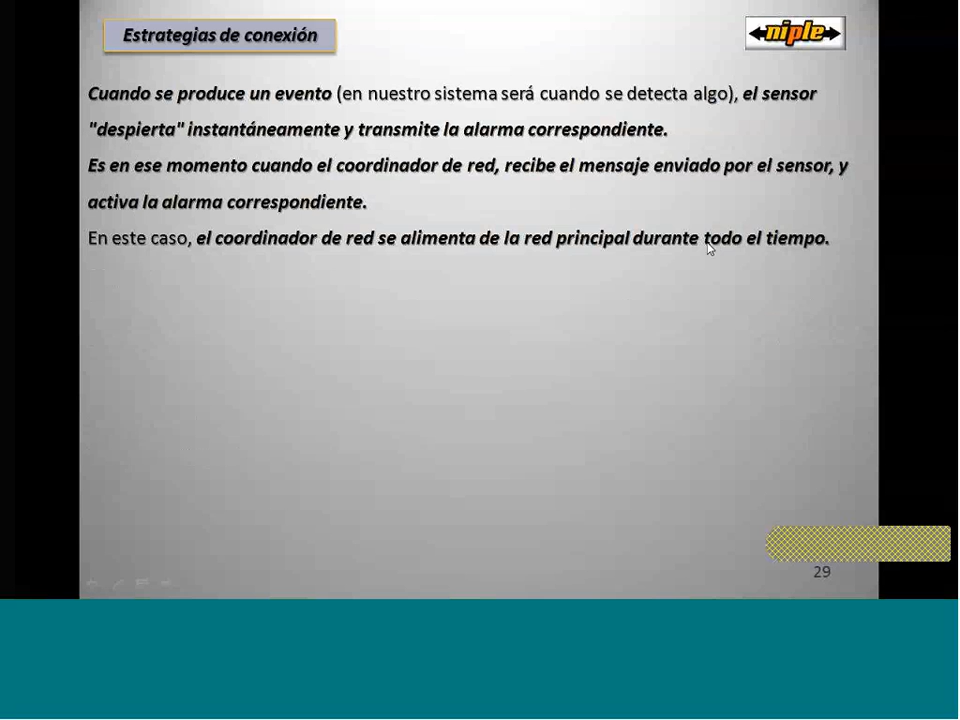 Estrategias de conexión
niple
Cuando se produce un evento (en nuestro sistema será cuando se detecta algo), el sensor
"despierta" instantáneamente y transmite la alarma correspondiente.
Es en ese momento cuando el coordinador de red, recibe el mensaje enviado por el sensor, y
activa la alarma correspondiente.
En este caso, el coordinador de red se alimenta de la red principal durante todo el tiempo.
29